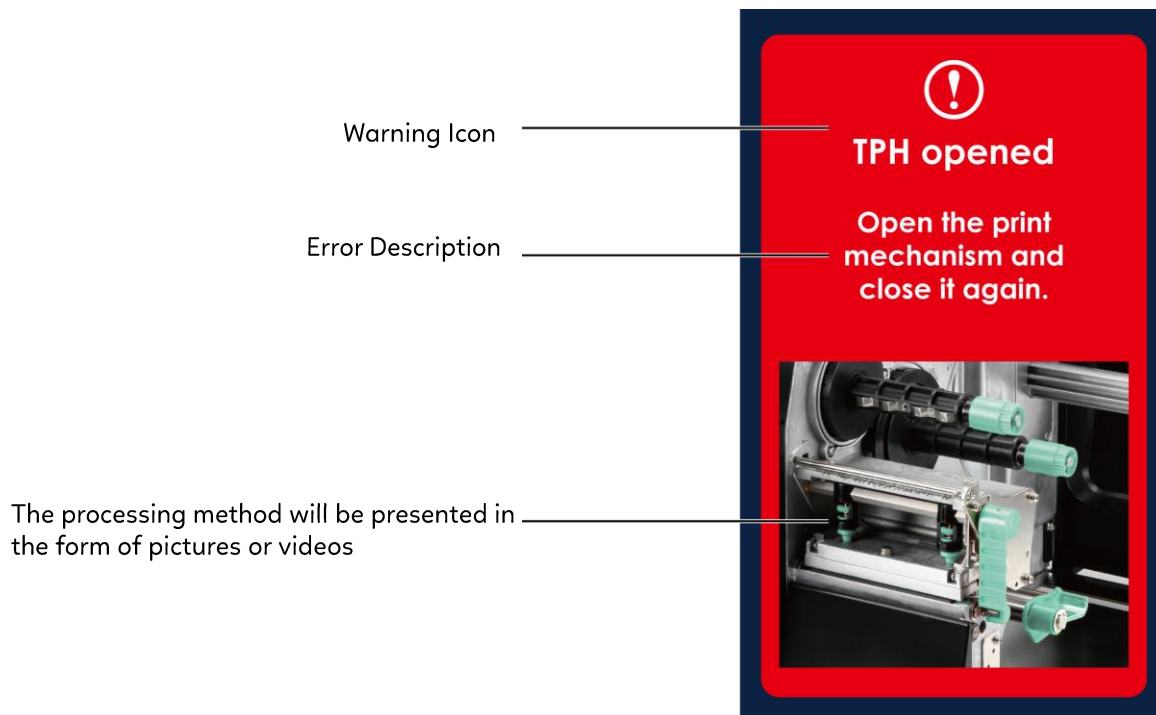 Warning Icon
TPH opened
Error Description
Open the print
mechanism and
close it again.
The processing method will be presented in
the form of pictures or videos